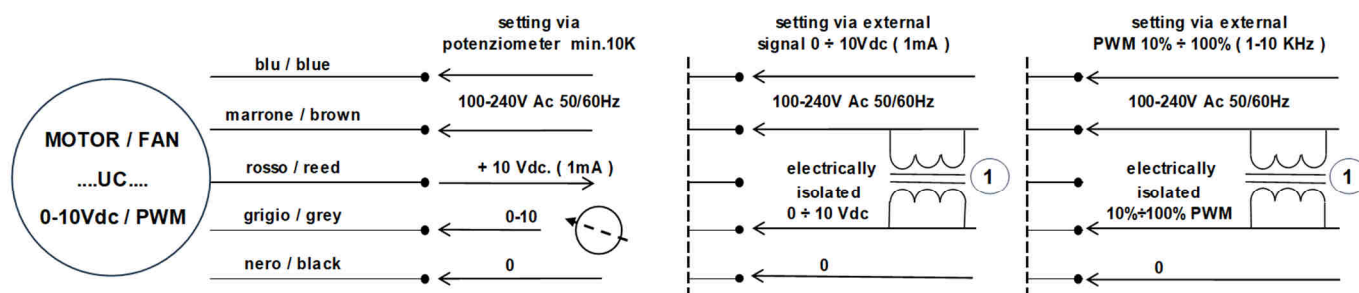 MOTOR / FAN
....UC....
0-10Vdc / PWM
blu / blue
marrone / brown
rosso / reed
grigio / grey
nero / black
setting via
potenziometer min.10K
100-240V Ac 50/60Hz
+ 10 Vdc. ( 1mA )
0-10
0
setting via external
signal 0 ÷ 10Vdc ( 1mA )
100-240V Ac 50/60Hz
electrically
isolated
0 ÷ 10 Vdc
1
0
setting via external
PWM 10% ÷ 100% ( 1-10 KHz )
100-240V Ac 50/60Hz
electrically
isolated
10%÷100% PWM
1
0